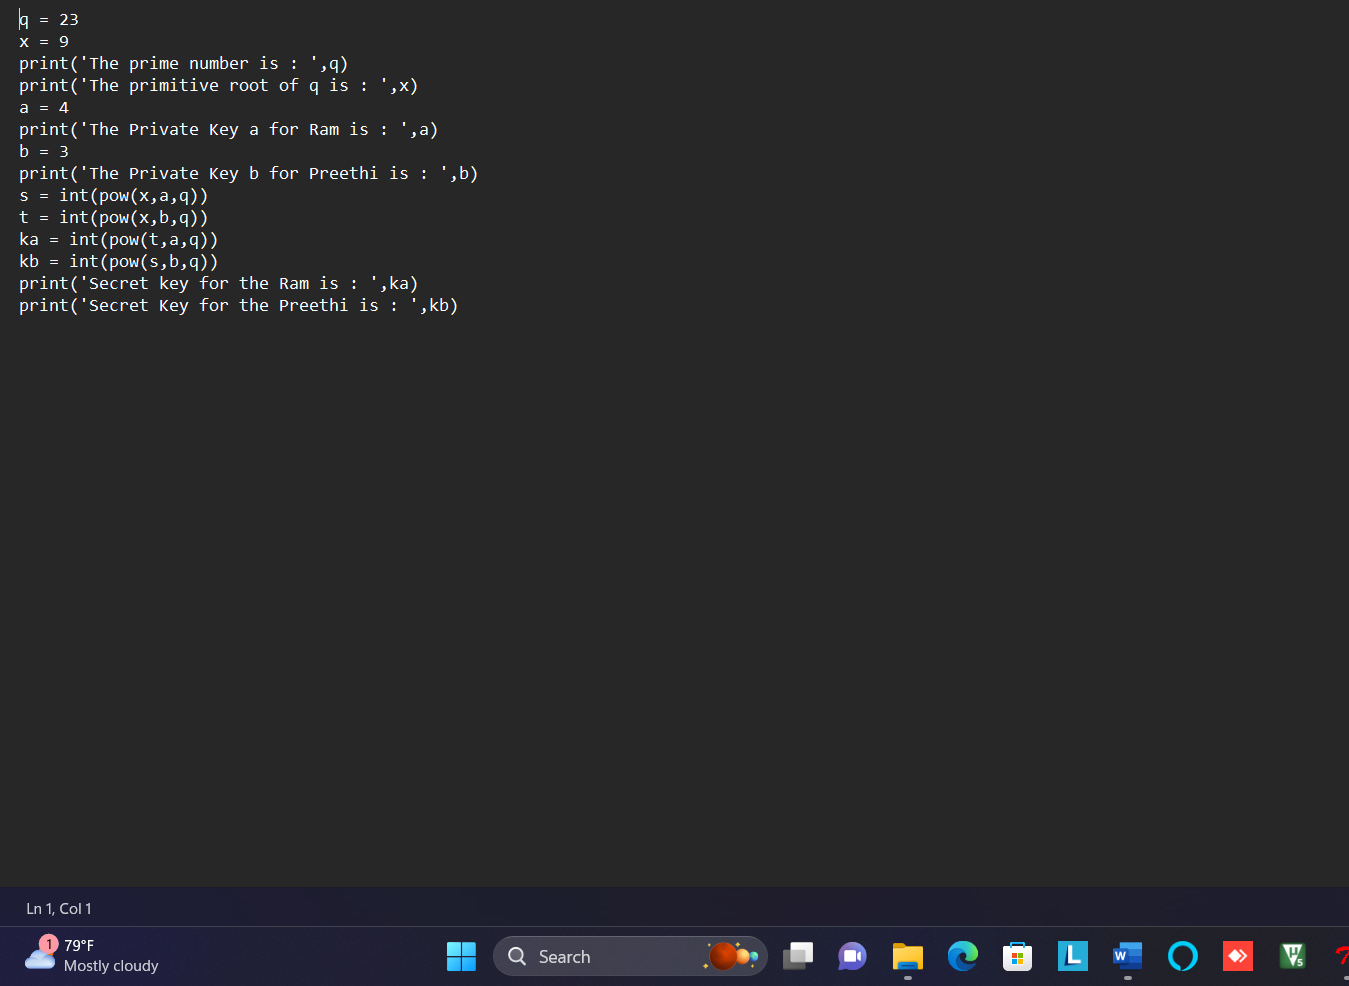 q = 23
x = 9
print('The prime number is : ',q)
print('The primitive root of q is : ',x)
a = 4
print('The Private Key a for Ram is : ',a)
b = 3
print('The Private Key b for Preethi is : ',b)
s = int(pow(x,a,q))
t = int(pow(x,b,q))
ka = int(pow(t,a,q))
kb = int(pow(s,b,q))
print('Secret key for the Ram is : ',ka)
print('Secret Key for the Preethi is : ',kb)
Ln 1, Col 1
1
79°F
Mostly cloudy
Search
L
W
V5